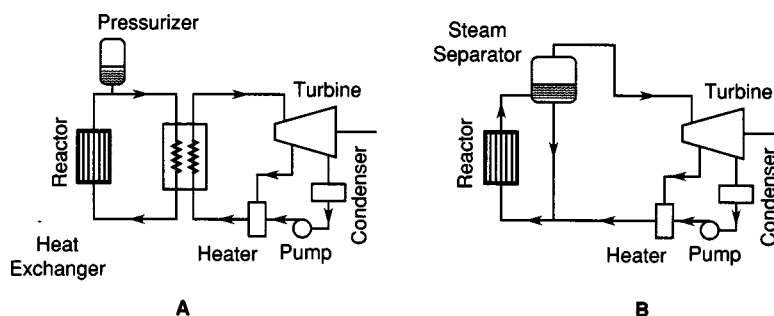 Pressurizer
Turbine
Reactor
Condenser
Heat
Exchanger
Heater
Pump
A
Steam
Separator
Turbine
Reactor
Condenser
Heater
Pump
B